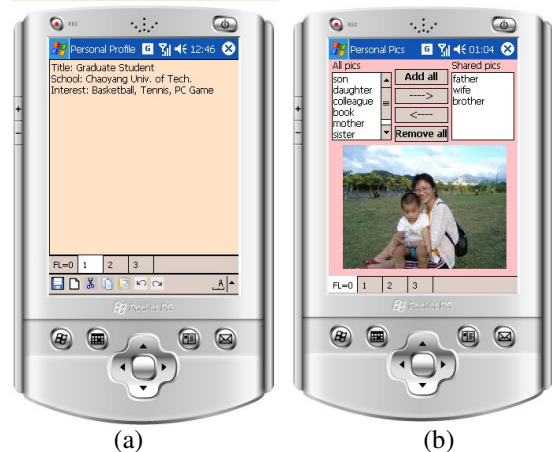 REC
Personal Profile G 12:46
Title: Graduate Student
School: Chaoyang Univ. of Tech.
Interest: Basketball, Tennis, PC Game
FL=0 1 2 3
A
Pocket PC
(a)
REC
Personal Pics G 01:04
All pics Shared pics
son
daughter
colleague
book
mother
sister
Add all
---->
<----
Remove all
father
wife
brother
FL=0 1 2 3
Pocket PC
(b)